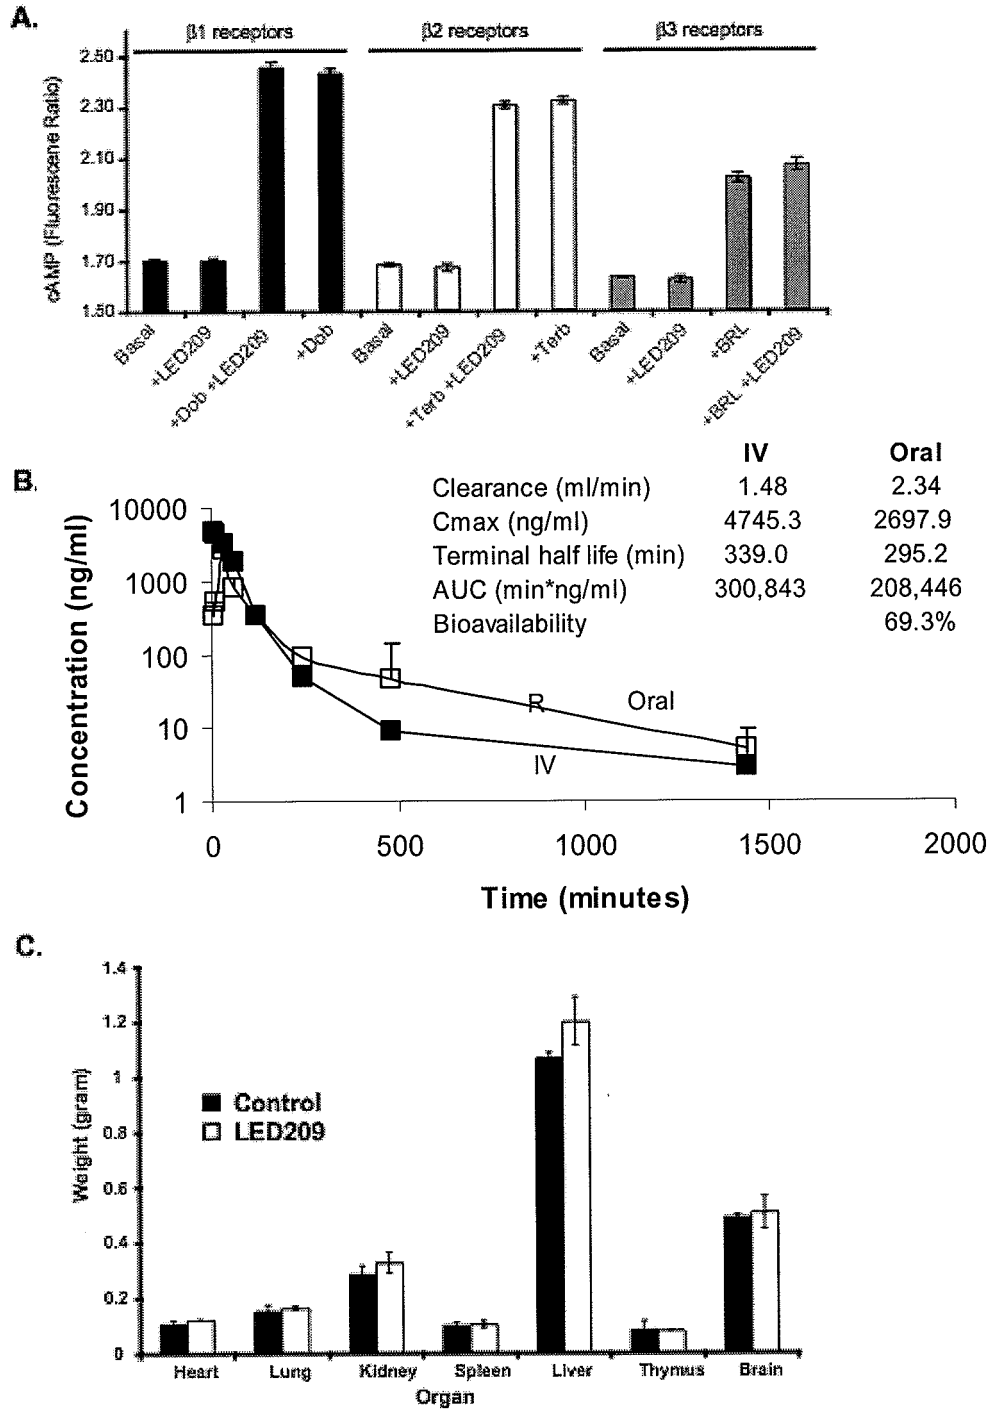 A.
β1 receptors β2 receptors β3 receptors
cAMP (Fluorescene Ratio)
2.50
2.30
2.10
1.90
1.70
1.50
Basal
+LED209
+Dob +LED209
+Dob
Basal
+LED209
+Terb +LED209
+Terb
Basal
+LED209
+BRL
+BRL +LED209
B.
IV Oral
Clearance (ml/min) 1.48 2.34
Cmax (ng/ml) 4745.3 2697.9
Terminal half life (min) 339.0 295.2
AUC (min*ng/ml) 300,843 208,446
Bioavailability 69.3%
Concentration (ng/ml)
10000
1000
100
10
1
R
Oral
IV
0 500 1000 1500 2000
Time (minutes)
C.
Weight (gram)
1.4
1.2
1
0.8
0.6
0.4
0.2
0
Control
LED209
Heart Lung Kidney Spleen Liver Thymus Brain
Organ